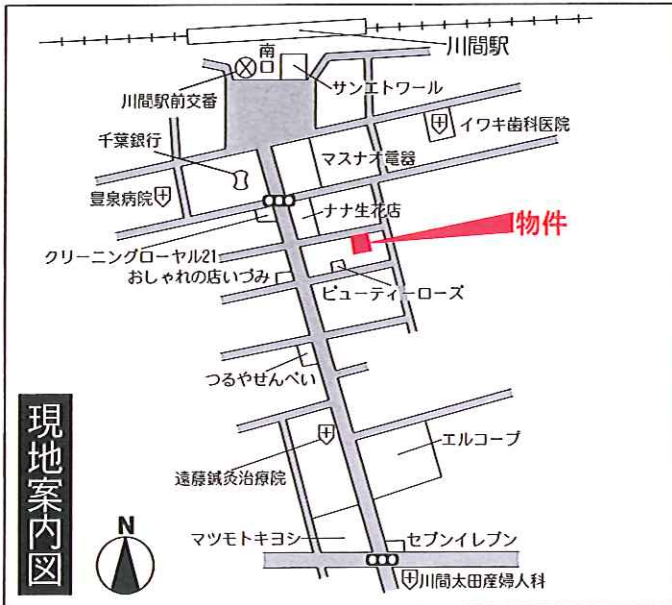 川間駅
南口
川間駅前交番
サンエトワール
イワキ歯科医院
千葉銀行
マスナオ電器
豊泉病院
ナナ生花店
物件
クリーニングローヤル21
おしゃれの店いづみ
ビューティーローズ
つるやせんべい
エルコープ
遠藤鍼灸治療院
マツモトキヨシ
セブンイレブン
川間太田産婦人科
現地案内図
N